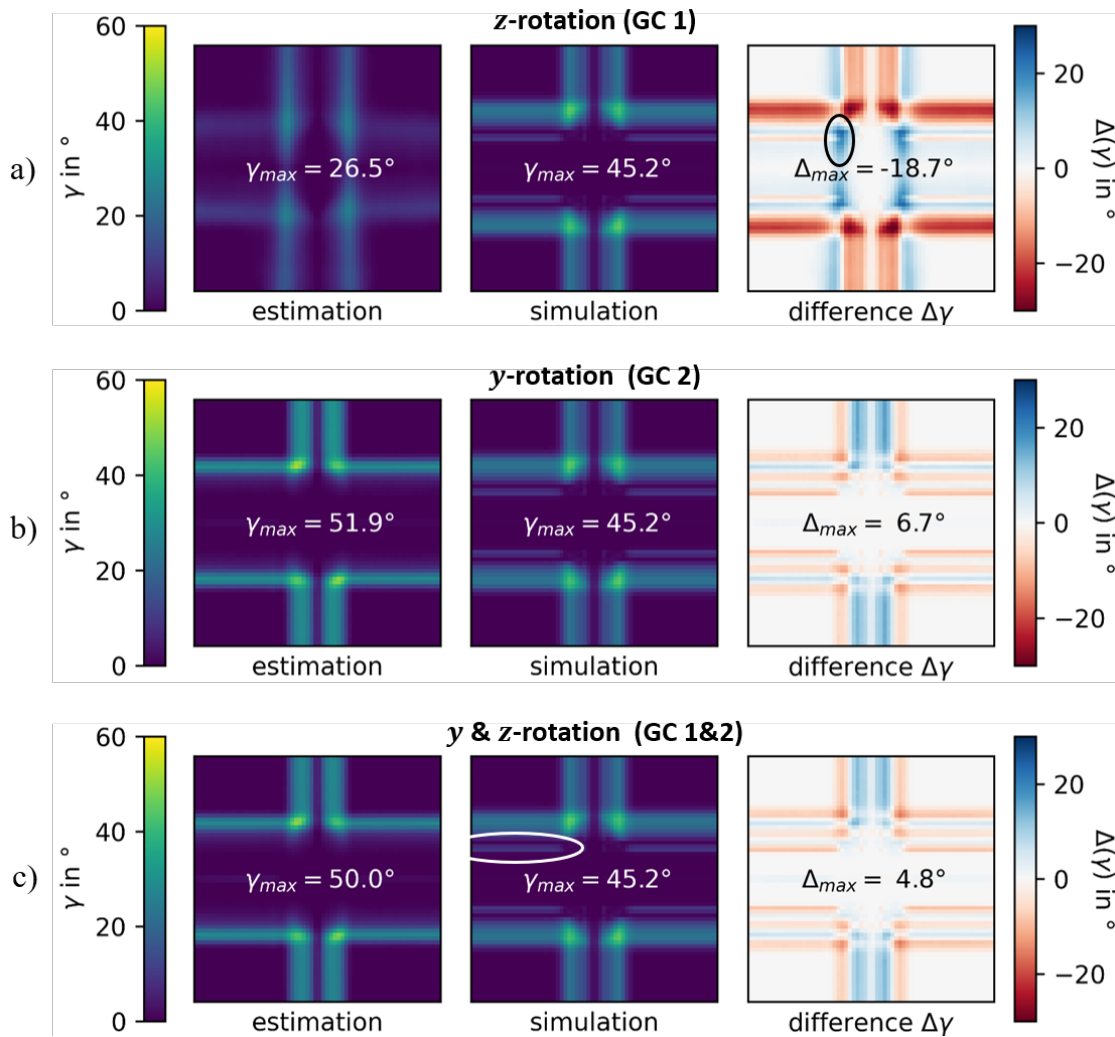 z-rotation (GC 1)
a)
γ in °
60
40
20
0
γmax = 26.5°
estimation
γmax = 45.2°
simulation
Δmax = -18.7°
difference Δγ
20
0
−20
Δ(γ) in °
y-rotation (GC 2)
b)
γ in °
60
40
20
0
γmax = 51.9°
estimation
γmax = 45.2°
simulation
Δmax = 6.7°
difference Δγ
20
0
−20
Δ(γ) in °
y & z-rotation (GC 1&2)
c)
γ in °
60
40
20
0
γmax = 50.0°
estimation
γmax = 45.2°
simulation
Δmax = 4.8°
difference Δγ
20
0
−20
Δ(γ) in °